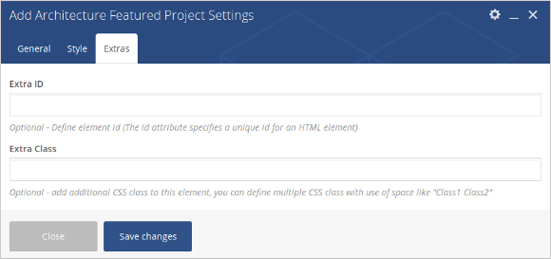 Add Architecture Featured Project Settings
General Style Extras
Extra ID
Optional - Define element id (The id attribute specifies a unique id for an HTML element)
Extra Class
Optional - add additional CSS class to this element, you can define multiple CSS class with use of space like "Class1 Class2"
Close Save changes